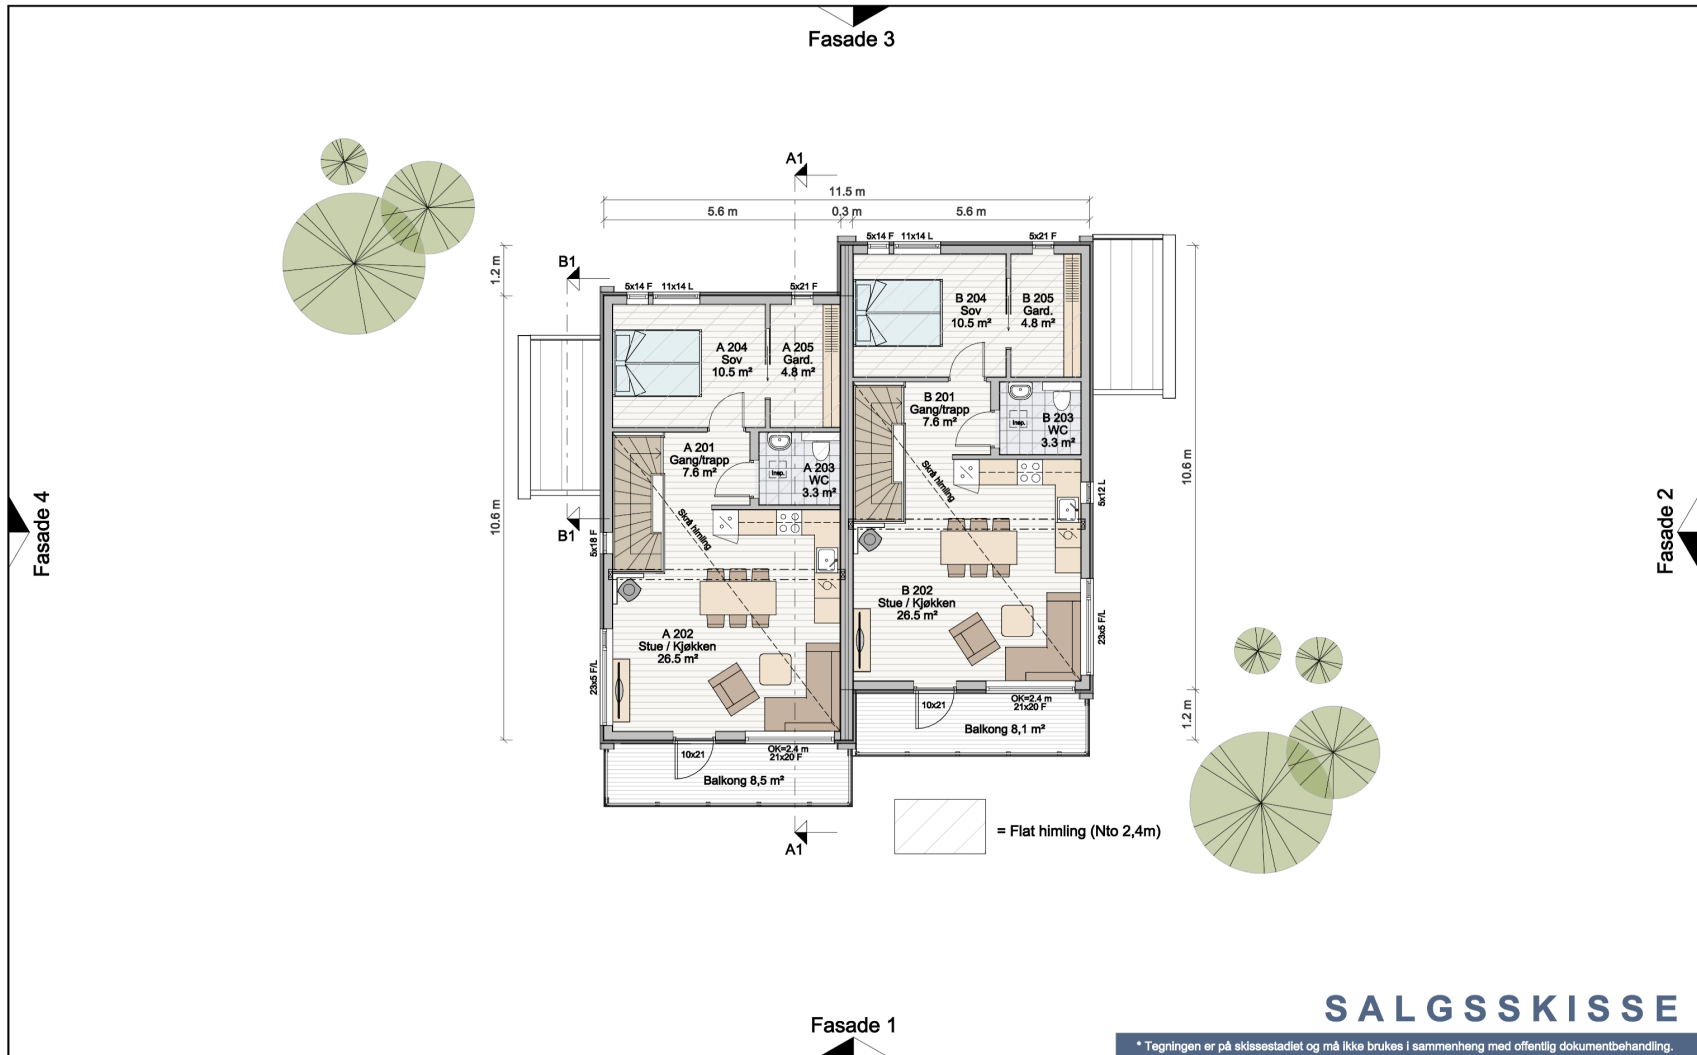 Fasade 3
A1
11.5 m
5.6 m
0.3 m
5.6 m
5x14 F
11x14 L
5x21 F
1.2 m
B1
5x14 F
11x14 L
5x21 F
B 204
Sov
10.5 m²
B 205
Gard.
4.8 m²
A 204
Sov
10.5 m²
A 205
Gard.
4.8 m²
B 201
Gang/trapp
7.6 m²
Insp.
B 203
WC
3.3 m²
A 201
Gang/trapp
7.6 m²
Insp.
A 203
WC
3.3 m²
Skrå himling
Skrå himling
10.6 m
10.6 m
5x12 L
5x18 F
B1
Fasade 4
Fasade 2
B 202
Stue / Kjøkken
26.5 m²
A 202
Stue / Kjøkken
26.5 m²
23x5 F/L
23x5 F/L
10x21
OK=2.4 m
21x20 F
1.2 m
Balkong 8,1 m²
10x21
OK=2.4 m
21x20 F
Balkong 8,5 m²
= Flat himling (Nto 2,4m)
A1
SALGSSKISSE
Fasade 1
* Tegningen er på skissestadiet og må ikke brukes i sammenheng med offentlig dokumentbehandling.